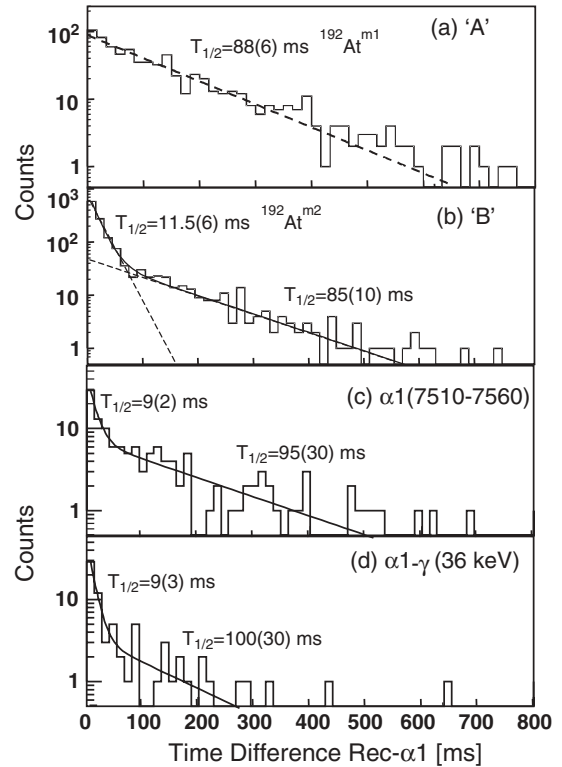 (a) 'A'
T1/2=88(6) ms 192Atm1
10²
10
1
Counts
(b) 'B'
T1/2=11.5(6) ms 192Atm2
T1/2=85(10) ms
10³
10²
10
1
(c) α1(7510-7560)
T1/2=9(2) ms
T1/2=95(30) ms
10
1
Counts
(d) α1-γ (36 keV)
T1/2=9(3) ms
T1/2=100(30) ms
10
1
0 100 200 300 400 500 600 700 800
Time Difference Rec-α1 [ms]